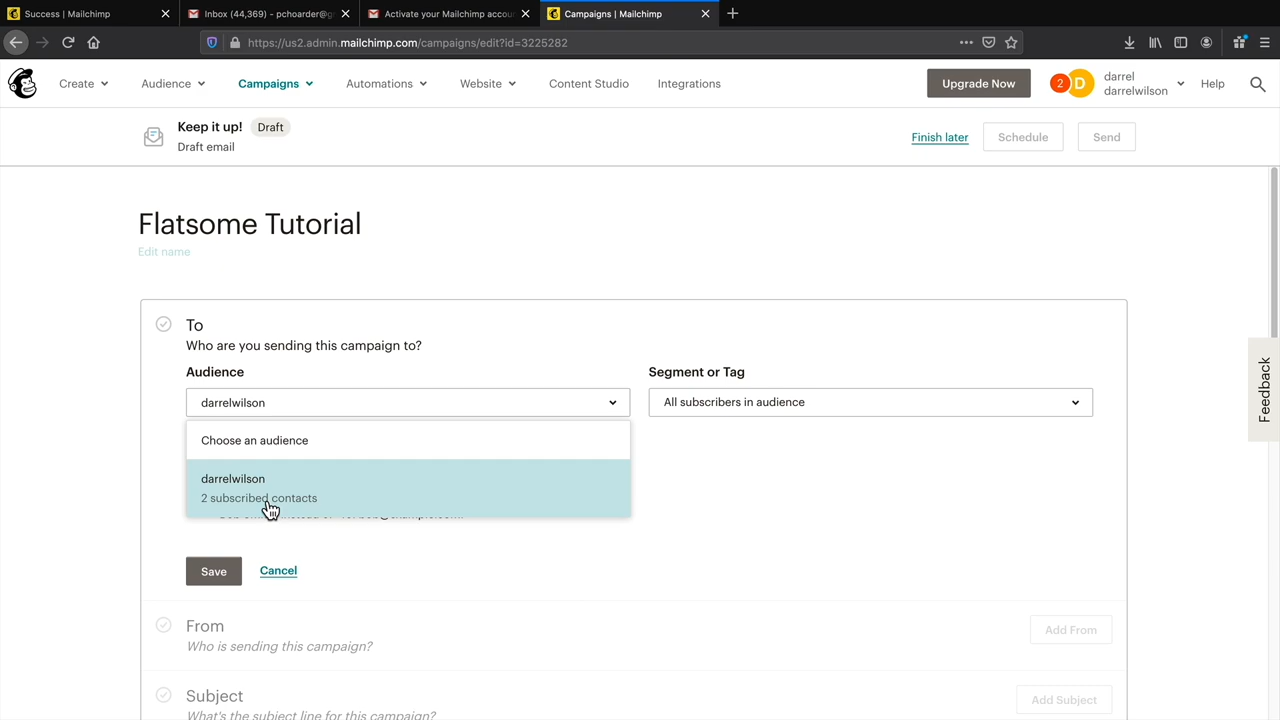 Success | Mailchimp
Inbox (44,369) - pchoarder@gr
Activate your Mailchimp accou
Campaigns | Mailchimp
https://us2.admin.mailchimp.com/campaigns/edit?id=3225282
Create
Audience
Campaigns
Automations
Website
Content Studio
Integrations
Upgrade Now
2
D
darrel
darrelwilson
Help
Keep it up!
Draft
Draft email
Finish later
Schedule
Send
Flatsome Tutorial
Edit name
To
Who are you sending this campaign to?
Audience
Segment or Tag
darrelwilson
All subscribers in audience
Choose an audience
darrelwilson
2 subscribed contacts
Save
Cancel
From
Who is sending this campaign?
Add From
Subject
What's the subject line for this campaign?
Add Subject
Feedback